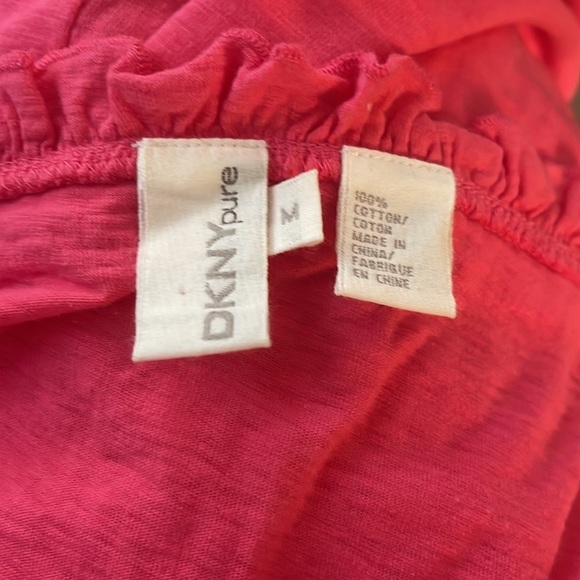 DKNYpure
M
100%
COTTON/
COTON
MADE IN
CHINA/
FABRIQUE
EN CHINE